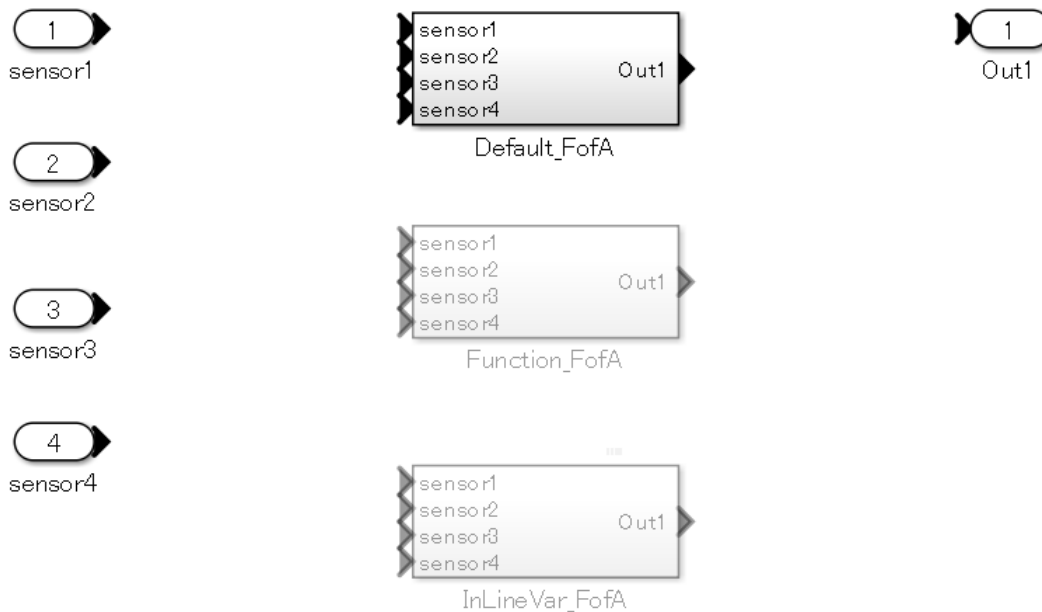 1
sensor1
2
sensor2
3
sensor3
4
sensor4
sensor1
sensor2
sensor3
sensor4
Out1
Default_FofA
sensor1
sensor2
sensor3
sensor4
Out1
Function_FofA
sensor1
sensor2
sensor3
sensor4
Out1
InLineVar_FofA
1
Out1